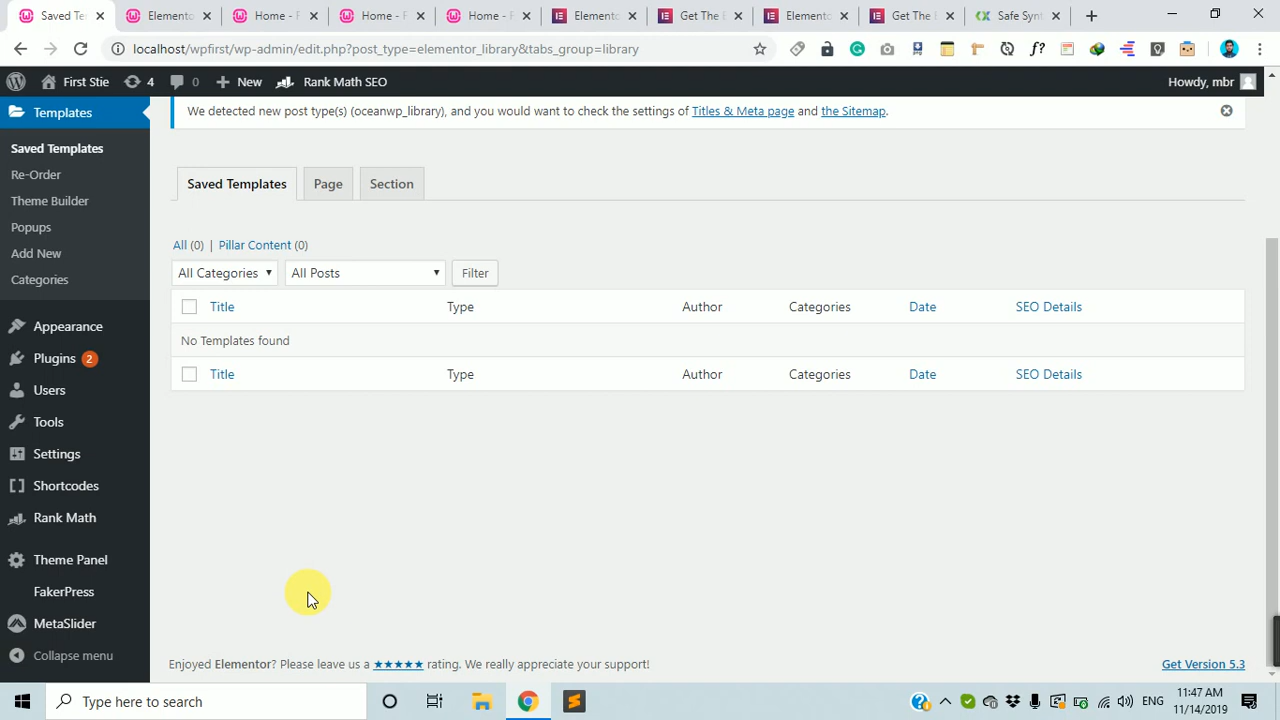 Saved Te
Elemento
Home - F
Home - F
Home - F
Elemento
Get The E
Elemento
Get The E
Safe Synt
localhost/wpfirst/wp-admin/edit.php?post_type=elementor_library&tabs_group=library
First Stie
4
0
New
Rank Math SEO
Howdy, mbr
Templates
Saved Templates
Re-Order
Theme Builder
Popups
Add New
Categories
Appearance
Plugins 2
Users
Tools
Settings
Shortcodes
Rank Math
Theme Panel
FakerPress
MetaSlider
Collapse menu
We detected new post type(s) (oceanwp_library), and you would want to check the settings of Titles & Meta page and the Sitemap.
Saved Templates
Page
Section
All (0) | Pillar Content (0)
All Categories
All Posts
Filter
Title Type Author Categories Date SEO Details
No Templates found
Title Type Author Categories Date SEO Details
Enjoyed Elementor? Please leave us a ★★★★★ rating. We really appreciate your support!
Get Version 5.3
Type here to search
ENG
11:47 AM
11/14/2019